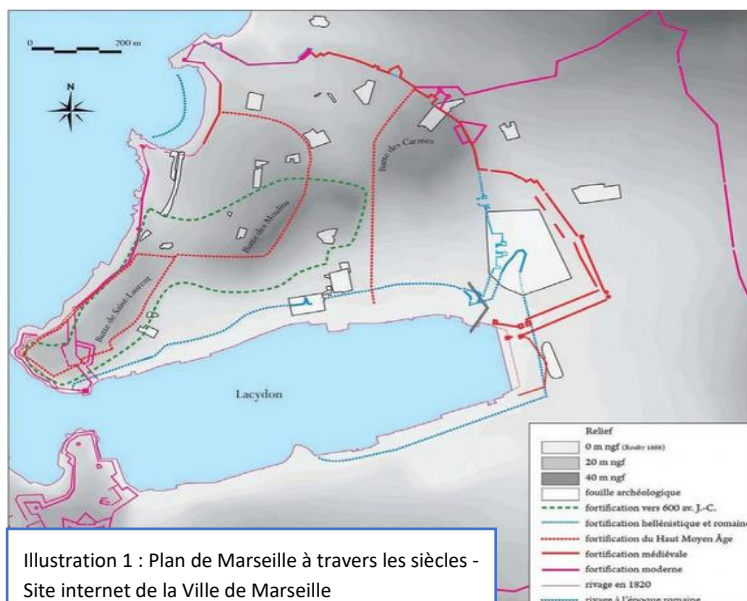 0 200 m
N
Butte des Carmes
Butte des Moulins
Butte de Saint-Laurent
Lacydon
Relief
0 m ngf (Rouby 1666)
20 m ngf
40 m ngf
fouille archéologique
fortification vers 600 av. J.-C.
fortification hellénistique et romaine
fortification du Haut Moyen Âge
fortification médiévale
fortification moderne
rivage en 1820
rivage à l'époque romaine
Illustration 1 : Plan de Marseille à travers les siècles -
Site internet de la Ville de Marseille